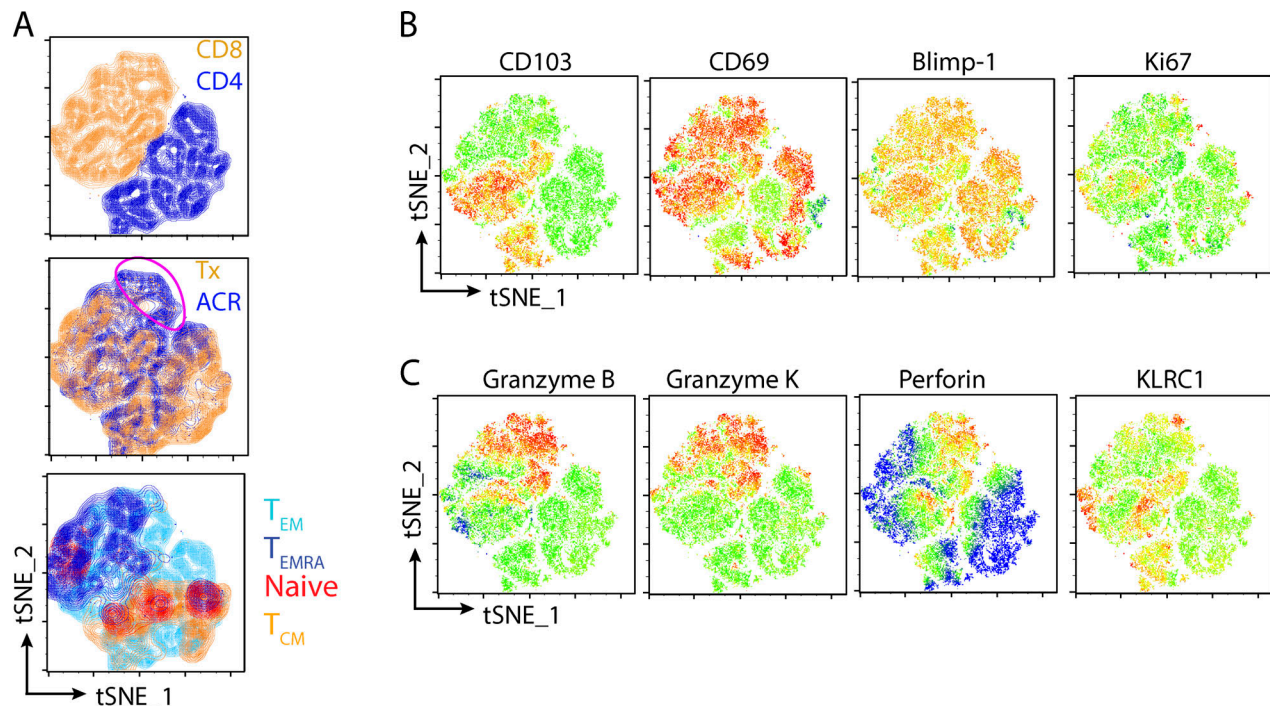 A
CD8
CD4
Tx
ACR
T_EM
T_EMRA
Naive
T_CM
tSNE_2
tSNE_1
B
CD103 CD69 Blimp-1 Ki67
tSNE_2
tSNE_1
C
Granzyme B Granzyme K Perforin KLRC1
tSNE_2
tSNE_1